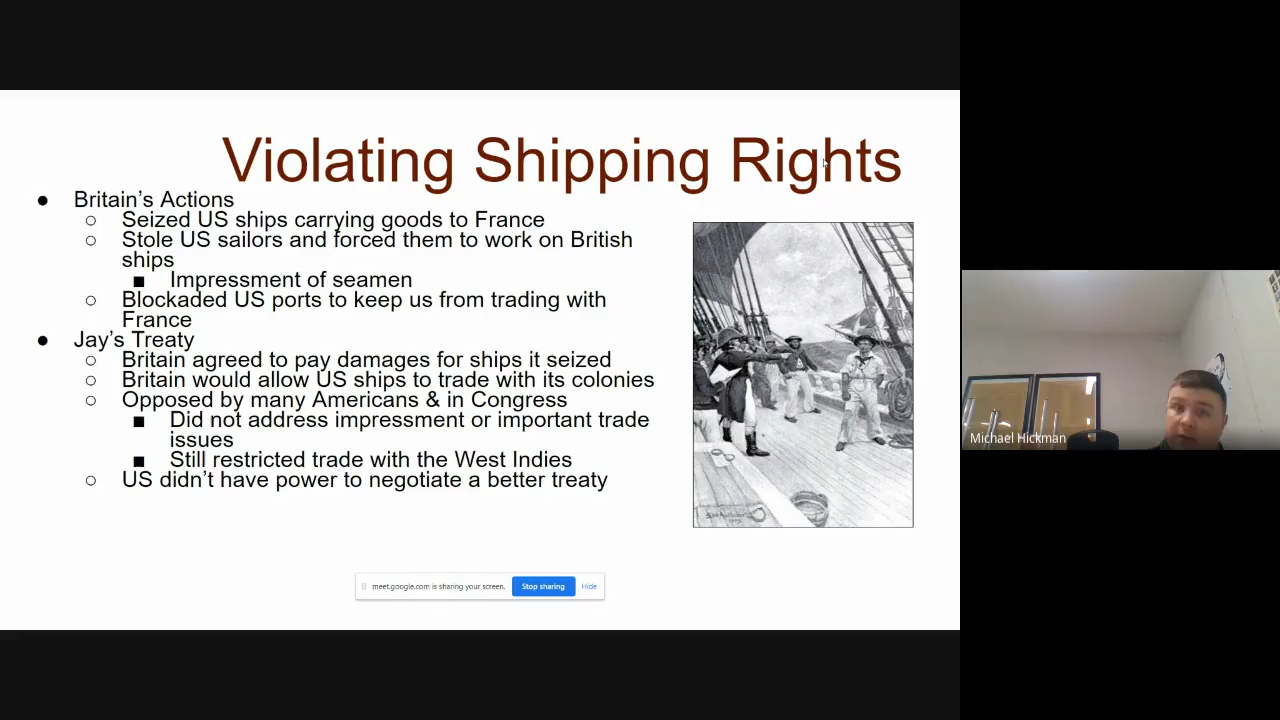 Violating Shipping Rights
● Britain’s Actions
○ Seized US ships carrying goods to France
○ Stole US sailors and forced them to work on British
ships
■ Impressment of seamen
○ Blockaded US ports to keep us from trading with
France
● Jay’s Treaty
○ Britain agreed to pay damages for ships it seized
○ Britain would allow US ships to trade with its colonies
○ Opposed by many Americans & in Congress
■ Did not address impressment or important trade
issues
■ Still restricted trade with the West Indies
○ US didn’t have power to negotiate a better treaty
meet.google.com is sharing your screen. Stop sharing Hide
Michael Hickman